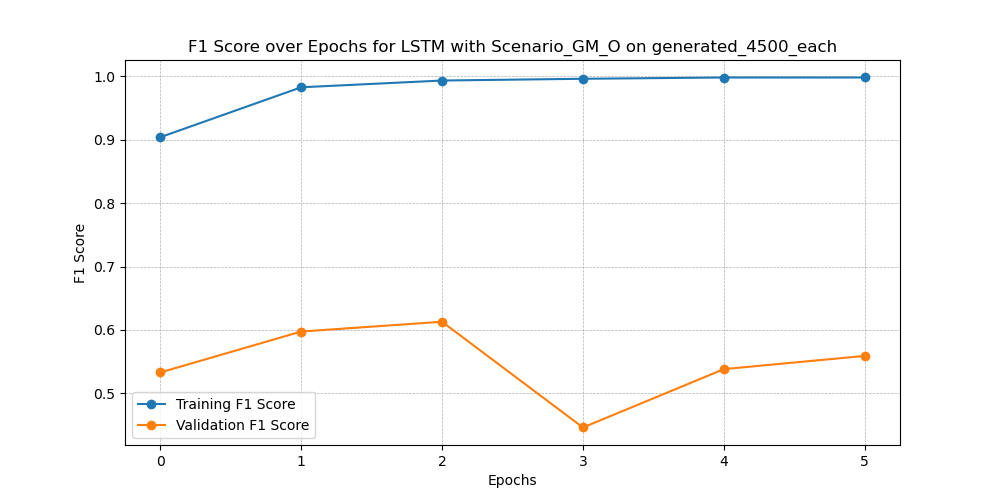 F1 Score over Epochs for LSTM with Scenario_GM_O on generated_4500_each
F1 Score
1.0
0.9
0.8
0.7
0.6
0.5
Training F1 Score
Validation F1 Score
0 1 2 3 4 5
Epochs